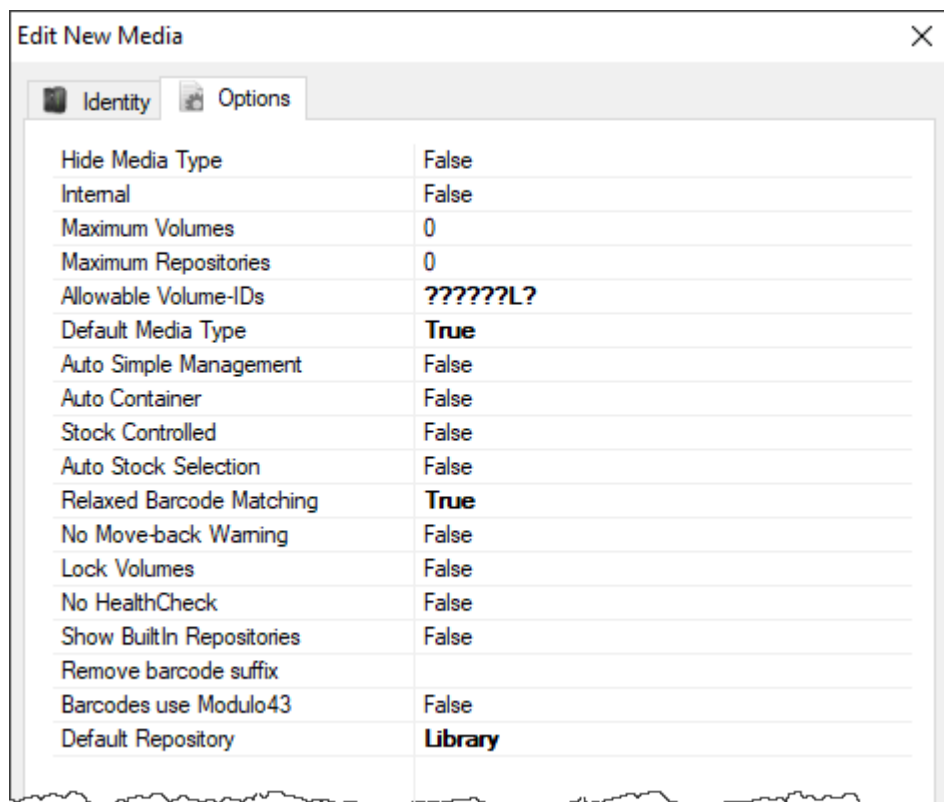 Edit New Media
Identity Options
Hide Media Type False
Internal False
Maximum Volumes 0
Maximum Repositories 0
Allowable Volume-IDs ??????L?
Default Media Type True
Auto Simple Management False
Auto Container False
Stock Controlled False
Auto Stock Selection False
Relaxed Barcode Matching True
No Move-back Warning False
Lock Volumes False
No HealthCheck False
Show BuiltIn Repositories False
Remove barcode suffix
Barcodes use Modulo43 False
Default Repository Library